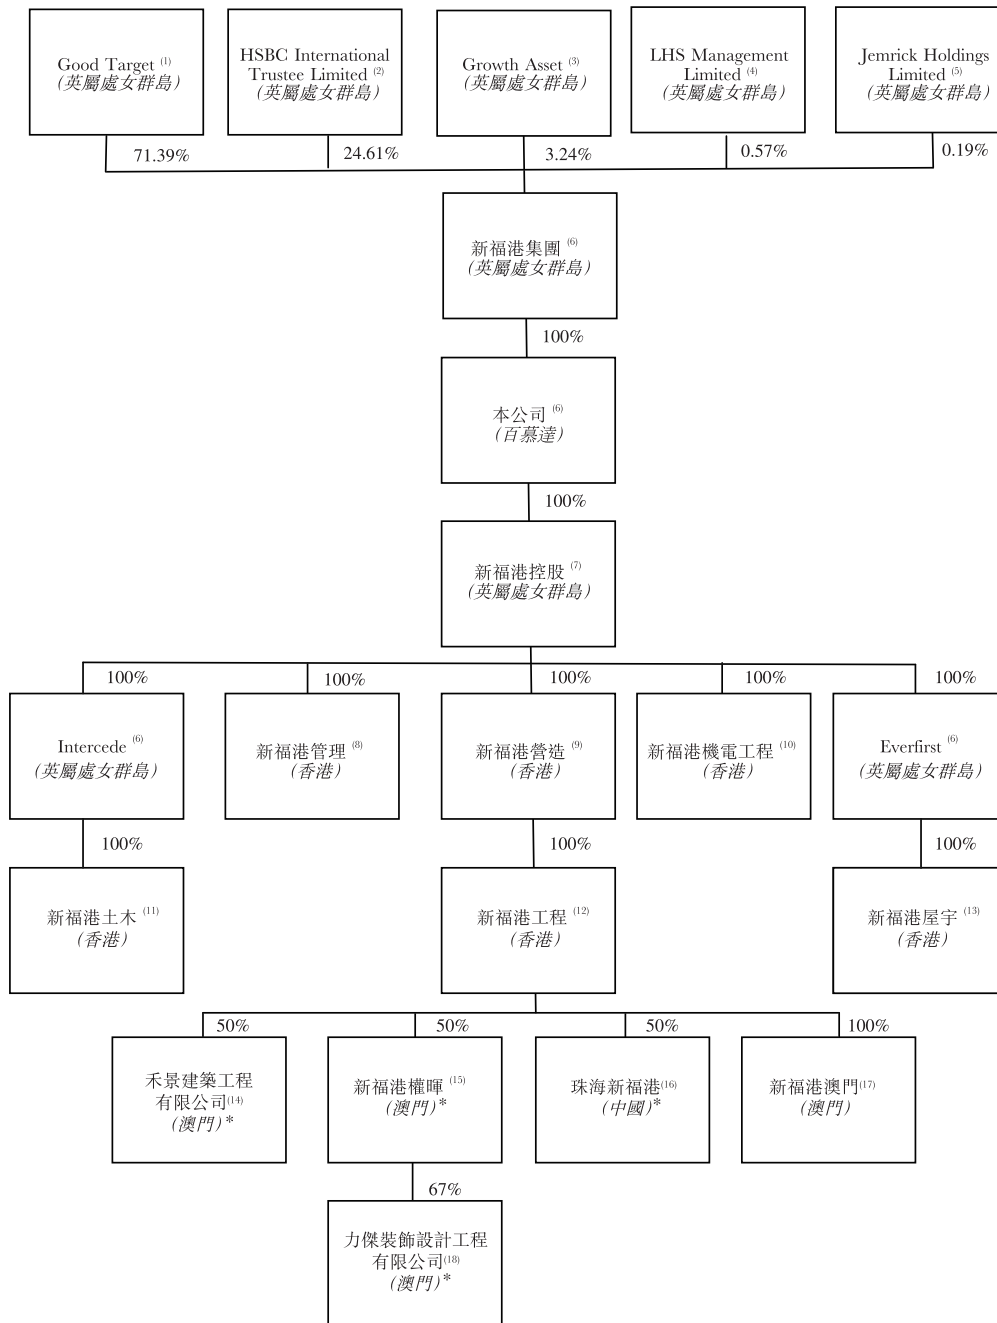 Good Target (1)
(英屬處女群島)
HSBC International
Trustee Limited (2)
(英屬處女群島)
Growth Asset (3)
(英屬處女群島)
LHS Management
Limited (4)
(英屬處女群島)
Jemrick Holdings
Limited (5)
(英屬處女群島)
71.39%
24.61%
3.24%
0.57%
0.19%
新福港集團 (6)
(英屬處女群島)
100%
本公司 (6)
(百慕達)
100%
新福港控股 (7)
(英屬處女群島)
100%
100%
100%
100%
100%
Intercede (6)
(英屬處女群島)
新福港管理 (8)
(香港)
新福港營造 (9)
(香港)
新福港機電工程 (10)
(香港)
Everfirst (6)
(英屬處女群島)
100%
100%
100%
新福港土木 (11)
(香港)
新福港工程 (12)
(香港)
新福港屋宇 (13)
(香港)
50%
50%
50%
100%
禾景建築工程
有限公司(14)
(澳門)*
新福港權暉 (15)
(澳門)*
珠海新福港(16)
(中國)*
新福港澳門(17)
(澳門)
67%
力傑裝飾設計工程
有限公司(18)
(澳門)*